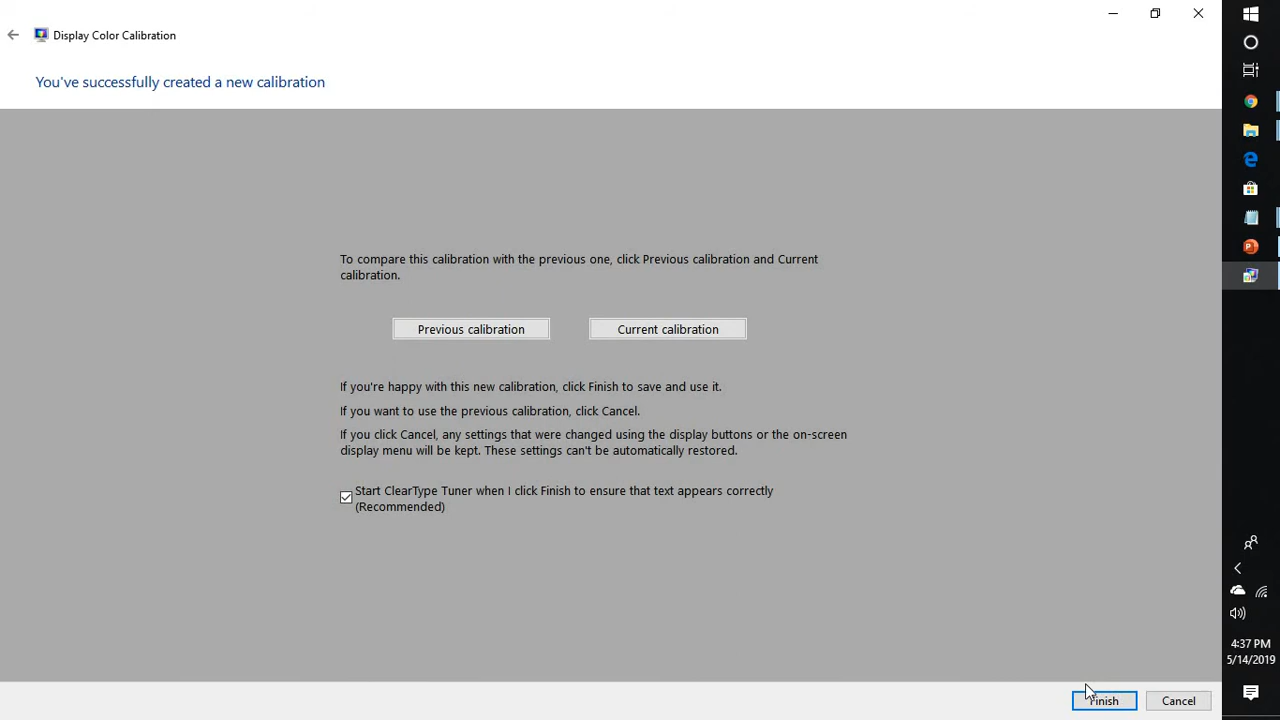 Display Color Calibration
You've successfully created a new calibration
To compare this calibration with the previous one, click Previous calibration and Current
calibration.
Previous calibration
Current calibration
If you're happy with this new calibration, click Finish to save and use it.
If you want to use the previous calibration, click Cancel.
If you click Cancel, any settings that were changed using the display buttons or the on-screen
display menu will be kept. These settings can't be automatically restored.
Start ClearType Tuner when I click Finish to ensure that text appears correctly
(Recommended)
Finish
Cancel
4:37 PM
5/14/2019